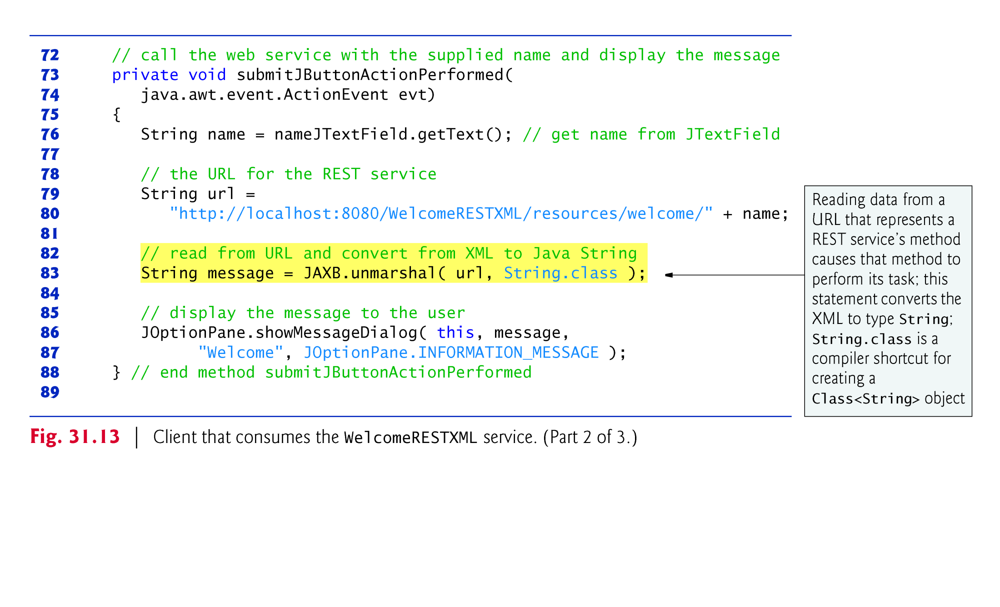 72 // call the web service with the supplied name and display the message
73 private void submitJButtonActionPerformed(
74 java.awt.event.ActionEvent evt)
75 {
76 String name = nameJTextField.getText(); // get name from JTextField
77
78 // the URL for the REST service
79 String url =
80 "http://localhost:8080/WelcomeRESTXML/resources/welcome/" + name;
81
82 // read from URL and convert from XML to Java String
83 String message = JAXB.unmarshal( url, String.class );
84
85 // display the message to the user
86 JOptionPane.showMessageDialog( this, message,
87 "Welcome", JOptionPane.INFORMATION_MESSAGE );
88 } // end method submitJButtonActionPerformed
89
Reading data from a
URL that represents a
REST service’s method
causes that method to
perform its task; this
statement converts the
XML to type String;
String.class is a
compiler shortcut for
creating a
Class<String> object
Fig. 31.13 | Client that consumes the WelcomeRESTXML service. (Part 2 of 3.)